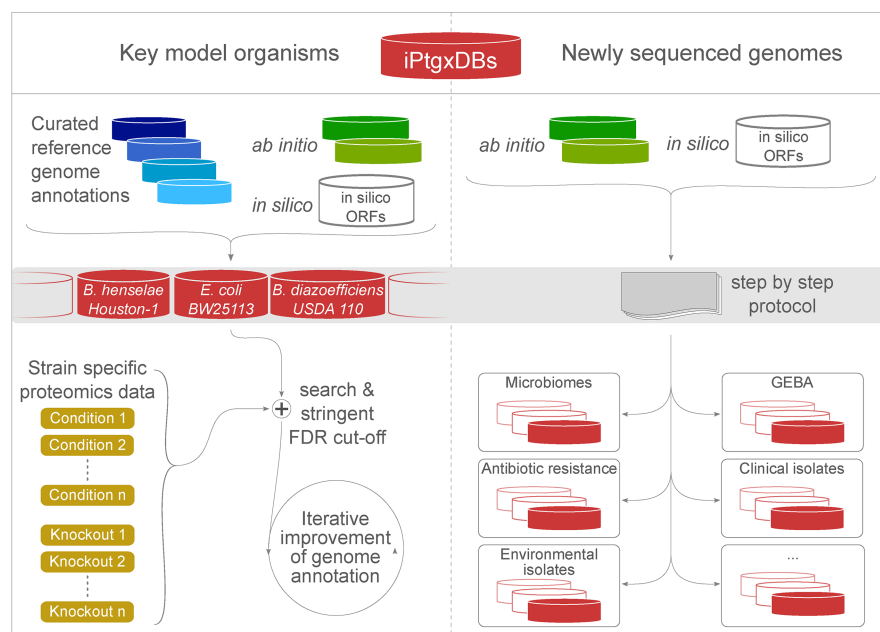 Key model organisms
iPtgxDBs
Newly sequenced genomes
Curated
reference
genome
annotations
ab initio
in silico
in silico
ORFs
ab initio
in silico
in silico
ORFs
B. henselae
Houston-1
E. coli
BW25113
B. diazoefficiens
USDA 110
step by step
protocol
Strain specific
proteomics data
Condition 1
Condition 2
Condition n
Knockout 1
Knockout 2
Knockout n
+
search &
stringent
FDR cut-off
Iterative
improvement
of genome
annotation
Microbiomes
GEBA
Antibiotic resistance
Clinical isolates
Environmental
isolates
...